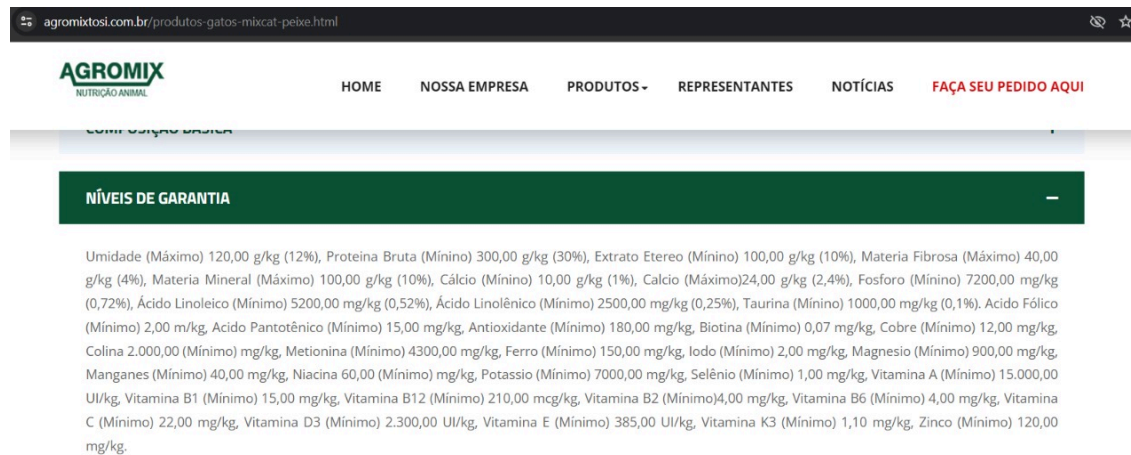 agromixtosi.com.br/produtos-gatos-mixcat-peixe.html
AGROMIX
NUTRIÇÃO ANIMAL
HOME NOSSA EMPRESA PRODUTOS REPRESENTANTES NOTÍCIAS FAÇA SEU PEDIDO AQUI
COMPOSIÇÃO BÁSICA +
NÍVEIS DE GARANTIA –
Umidade (Máximo) 120,00 g/kg (12%), Proteina Bruta (Mínino) 300,00 g/kg (30%), Extrato Etereo (Mínino) 100,00 g/kg (10%), Materia Fibrosa (Máximo) 40,00
g/kg (4%), Materia Mineral (Máximo) 100,00 g/kg (10%), Cálcio (Mínino) 10,00 g/kg (1%), Calcio (Máximo)24,00 g/kg (2,4%), Fosforo (Mínino) 7200,00 mg/kg
(0,72%), Ácido Linoleico (Mínimo) 5200,00 mg/kg (0,52%), Ácido Linolênico (Mínimo) 2500,00 mg/kg (0,25%), Taurina (Mínino) 1000,00 mg/kg (0,1%). Acido Fólico
(Mínimo) 2,00 m/kg, Acido Pantotênico (Mínimo) 15,00 mg/kg, Antioxidante (Mínimo) 180,00 mg/kg, Biotina (Mínimo) 0,07 mg/kg, Cobre (Mínimo) 12,00 mg/kg,
Colina 2.000,00 (Mínimo) mg/kg, Metionina (Mínimo) 4300,00 mg/kg, Ferro (Mínimo) 150,00 mg/kg, Iodo (Mínimo) 2,00 mg/kg, Magnesio (Mínimo) 900,00 mg/kg,
Manganes (Mínimo) 40,00 mg/kg, Niacina 60,00 (Mínimo) mg/kg, Potassio (Mínimo) 7000,00 mg/kg, Selênio (Mínimo) 1,00 mg/kg, Vitamina A (Mínimo) 15.000,00
UI/kg, Vitamina B1 (Mínimo) 15,00 mg/kg, Vitamina B12 (Mínimo) 210,00 mcg/kg, Vitamina B2 (Mínimo)4,00 mg/kg, Vitamina B6 (Mínimo) 4,00 mg/kg, Vitamina
C (Mínimo) 22,00 mg/kg, Vitamina D3 (Mínimo) 2.300,00 UI/kg, Vitamina E (Mínimo) 385,00 UI/kg, Vitamina K3 (Mínimo) 1,10 mg/kg, Zinco (Mínimo) 120,00
mg/kg.